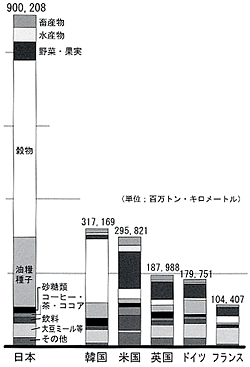 900,208
畜産物
水産物
野菜・果実
穀物
(単位:百万トン・キロメートル)
317,169
295,821
187,988
179,751
104,407
油糧
種子
砂糖類
コーヒー・
茶・ココア
飲料
大豆ミール等
その他
日本
韓国
米国
英国
ドイツ
フランス